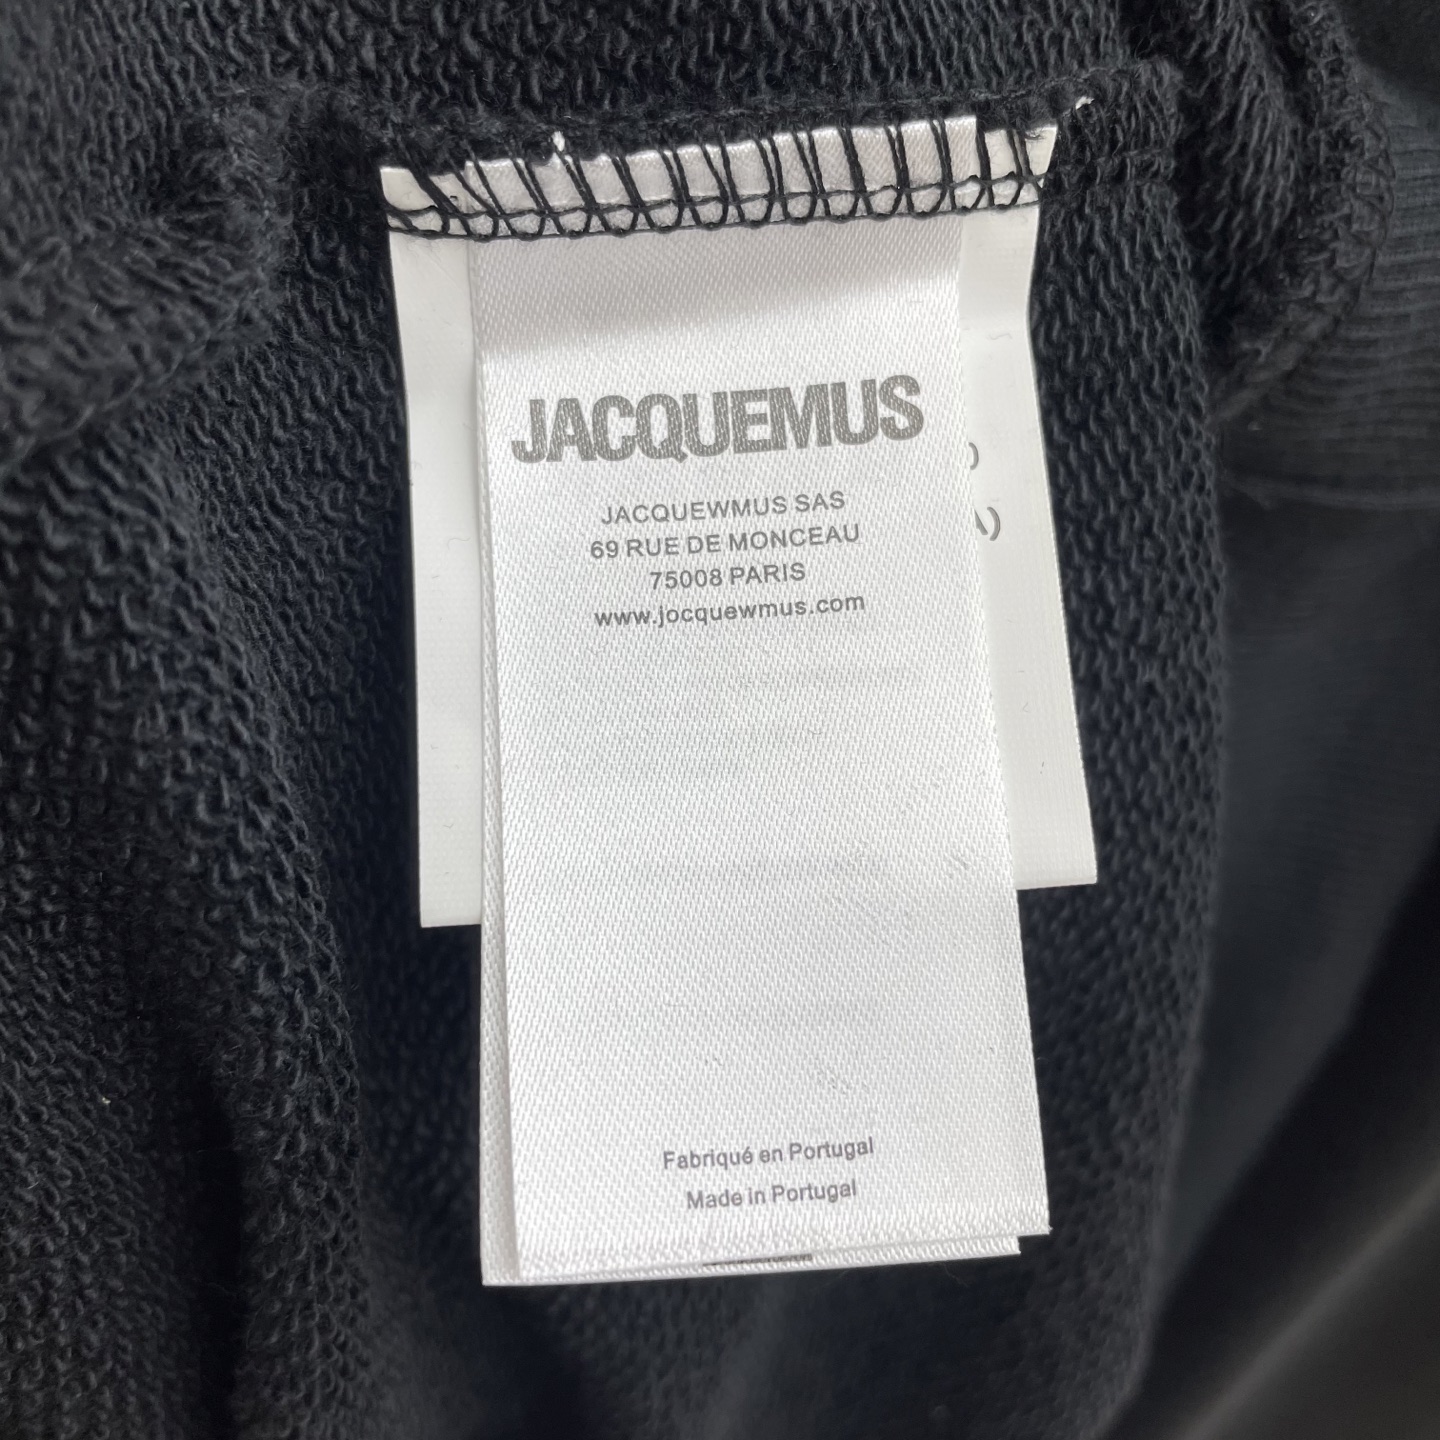 JACQUEMUS
JACQUEWMUS SAS
69 RUE DE MONCEAU
75008 PARIS
www.jocquewmus.com
)
A)
Fabriqué en Portugal
Made in Portugal